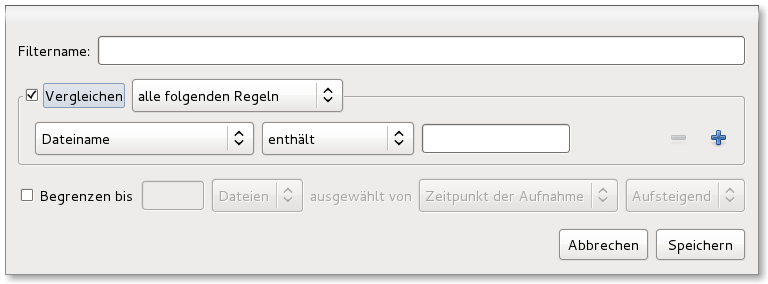 Filtername:
Vergleichen alle folgenden Regeln
Dateiname enthält
Begrenzen bis Dateien ausgewählt von Zeitpunkt der Aufnahme Aufsteigend
Abbrechen Speichern